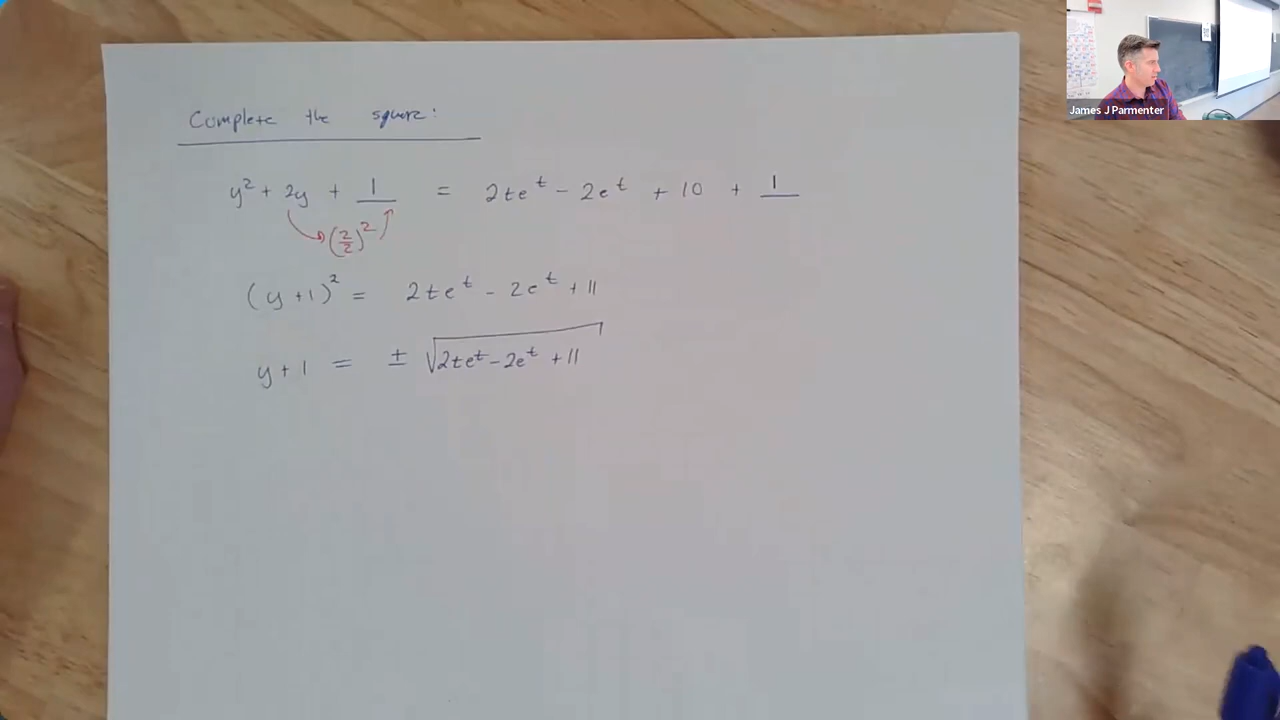 James J Parmenter
Complete the square:
y² + 2y + 1 = 2te^t - 2e^t + 10 + 1
(2/2)²
(y + 1)² = 2te^t - 2e^t + 11
y + 1 = ± √(2te^t - 2e^t + 11)